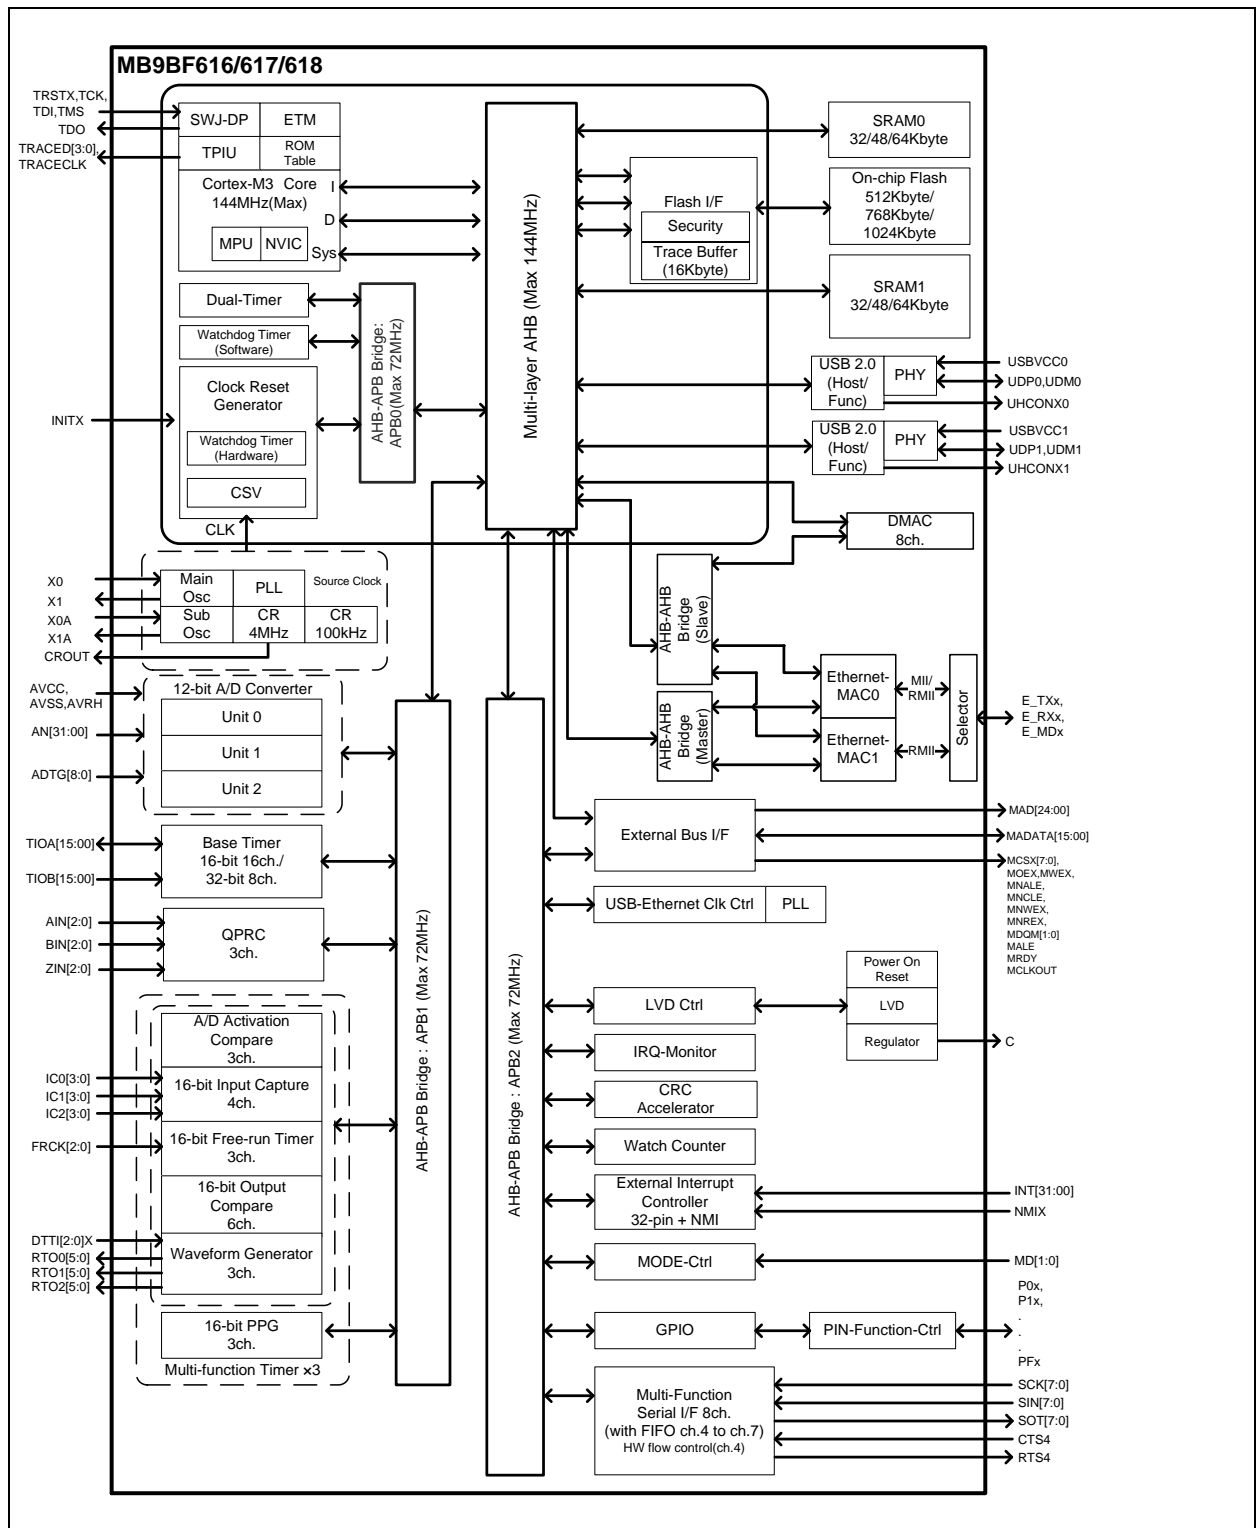 MB9BF616/617/618
TRSTX,TCK,
TDI,TMS
TDO
TRACED[3:0],
TRACECLK
SWJ-DP
ETM
TPIU
ROM
Table
Cortex-M3 Core
144MHz(Max)
I
D
Sys
MPU
NVIC
Dual-Timer
Watchdog Timer
(Software)
Clock Reset
Generator
Watchdog Timer
(Hardware)
CSV
CLK
INITX
AHB-APB Bridge:
APB0(Max 72MHz)
Multi-layer AHB (Max 144MHz)
Flash I/F
Security
Trace Buffer
(16Kbyte)
SRAM0
32/48/64Kbyte
On-chip Flash
512Kbyte/
768Kbyte/
1024Kbyte
SRAM1
32/48/64Kbyte
USB 2.0
(Host/
Func)
PHY
USBVCC0
UDP0,UDM0
UHCONX0
USB 2.0
(Host/
Func)
PHY
USBVCC1
UDP1,UDM1
UHCONX1
DMAC
8ch.
X0
X1
X0A
X1A
CROUT
Main
Osc
PLL
Source Clock
Sub
Osc
CR
4MHz
CR
100kHz
AHB-AHB
Bridge
(Slave)
AHB-AHB
Bridge
(Master)
Ethernet-
MAC0
Ethernet-
MAC1
MII/
RMII
RMII
Selector
E_TXx,
E_RXx,
E_MDx
AVCC,
AVSS,AVRH
AN[31:00]
ADTG[8:0]
12-bit A/D Converter
Unit 0
Unit 1
Unit 2
TIOA[15:00]
TIOB[15:00]
Base Timer
16-bit 16ch./
32-bit 8ch.
AIN[2:0]
BIN[2:0]
ZIN[2:0]
QPRC
3ch.
AHB-APB Bridge : APB1 (Max 72MHz)
AHB-APB Bridge : APB2 (Max 72MHz)
External Bus I/F
MAD[24:00]
MADATA[15:00]
MCSX[7:0],
MOEX,MWEX,
MNALE,
MNCLE,
MNWEX,
MNREX,
MDQM[1:0]
MALE
MRDY
MCLKOUT
USB-Ethernet Clk Ctrl
PLL
LVD Ctrl
Power On
Reset
LVD
Regulator
C
IRQ-Monitor
CRC
Accelerator
Watch Counter
External Interrupt
Controller
32-pin + NMI
INT[31:00]
NMIX
MODE-Ctrl
MD[1:0]
GPIO
PIN-Function-Ctrl
P0x,
P1x,
.
.
.
PFx
Multi-Function
Serial I/F 8ch.
(with FIFO ch.4 to ch.7)
HW flow control(ch.4)
SCK[7:0]
SIN[7:0]
SOT[7:0]
CTS4
RTS4
A/D Activation
Compare
3ch.
IC0[3:0]
IC1[3:0]
IC2[3:0]
16-bit Input Capture
4ch.
FRCK[2:0]
16-bit Free-run Timer
3ch.
16-bit Output
Compare
6ch.
DTTI[2:0]X
RTO0[5:0]
RTO1[5:0]
RTO2[5:0]
Waveform Generator
3ch.
16-bit PPG
3ch.
Multi-function Timer ×3